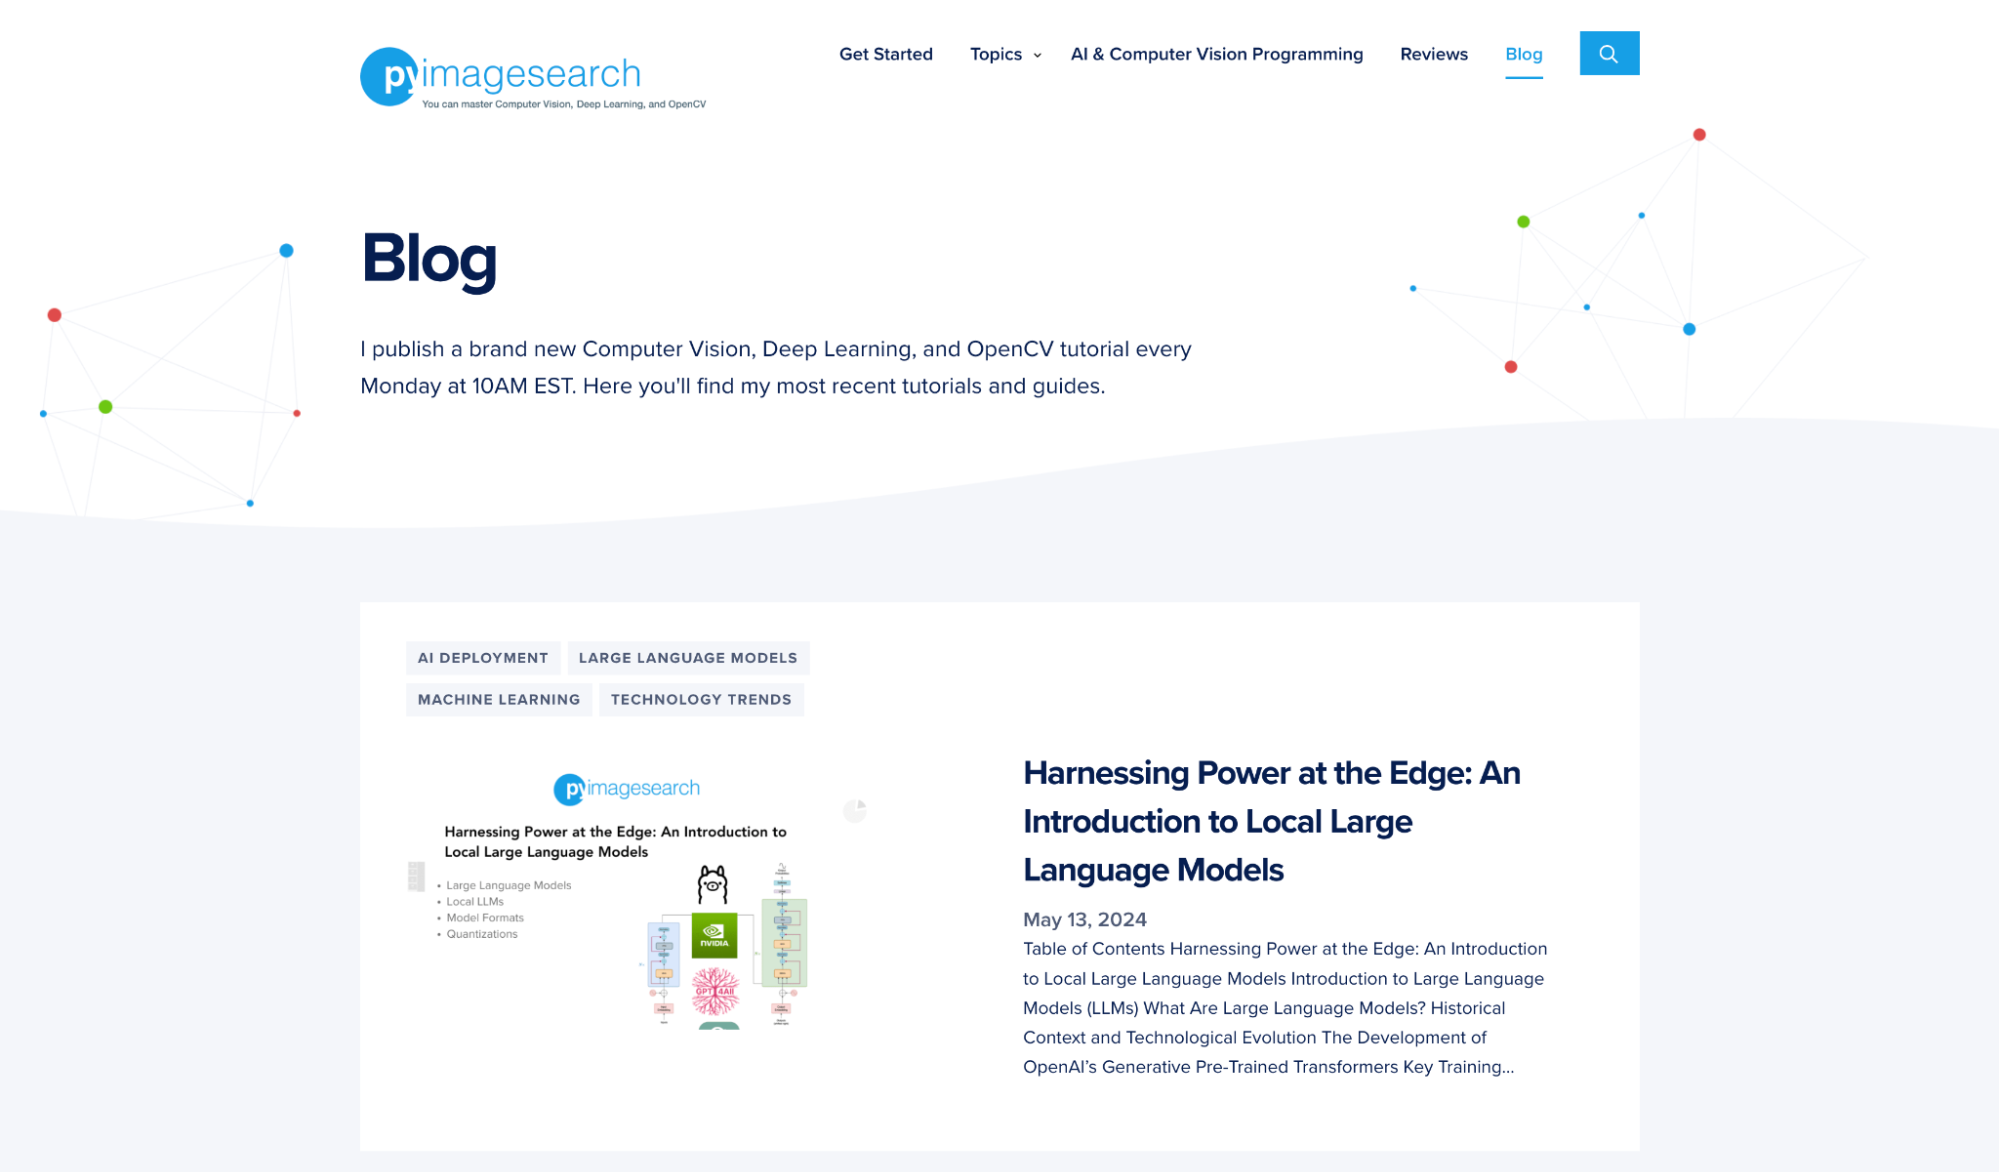 pyimagesearch
You can master Computer Vision, Deep Learning, and OpenCV
Get Started
Topics
AI & Computer Vision Programming
Reviews
Blog
Blog
I publish a brand new Computer Vision, Deep Learning, and OpenCV tutorial every
Monday at 10AM EST. Here you'll find my most recent tutorials and guides.
AI DEPLOYMENT
LARGE LANGUAGE MODELS
MACHINE LEARNING
TECHNOLOGY TRENDS
pyimagesearch
Harnessing Power at the Edge: An Introduction to
Local Large Language Models
• Large Language Models
• Local LLMs
• Model Formats
• Quantizations
NVIDIA
GPT4All
Harnessing Power at the Edge: An
Introduction to Local Large
Language Models
May 13, 2024
Table of Contents Harnessing Power at the Edge: An Introduction
to Local Large Language Models Introduction to Large Language
Models (LLMs) What Are Large Language Models? Historical
Context and Technological Evolution The Development of
OpenAI’s Generative Pre-Trained Transformers Key Training...